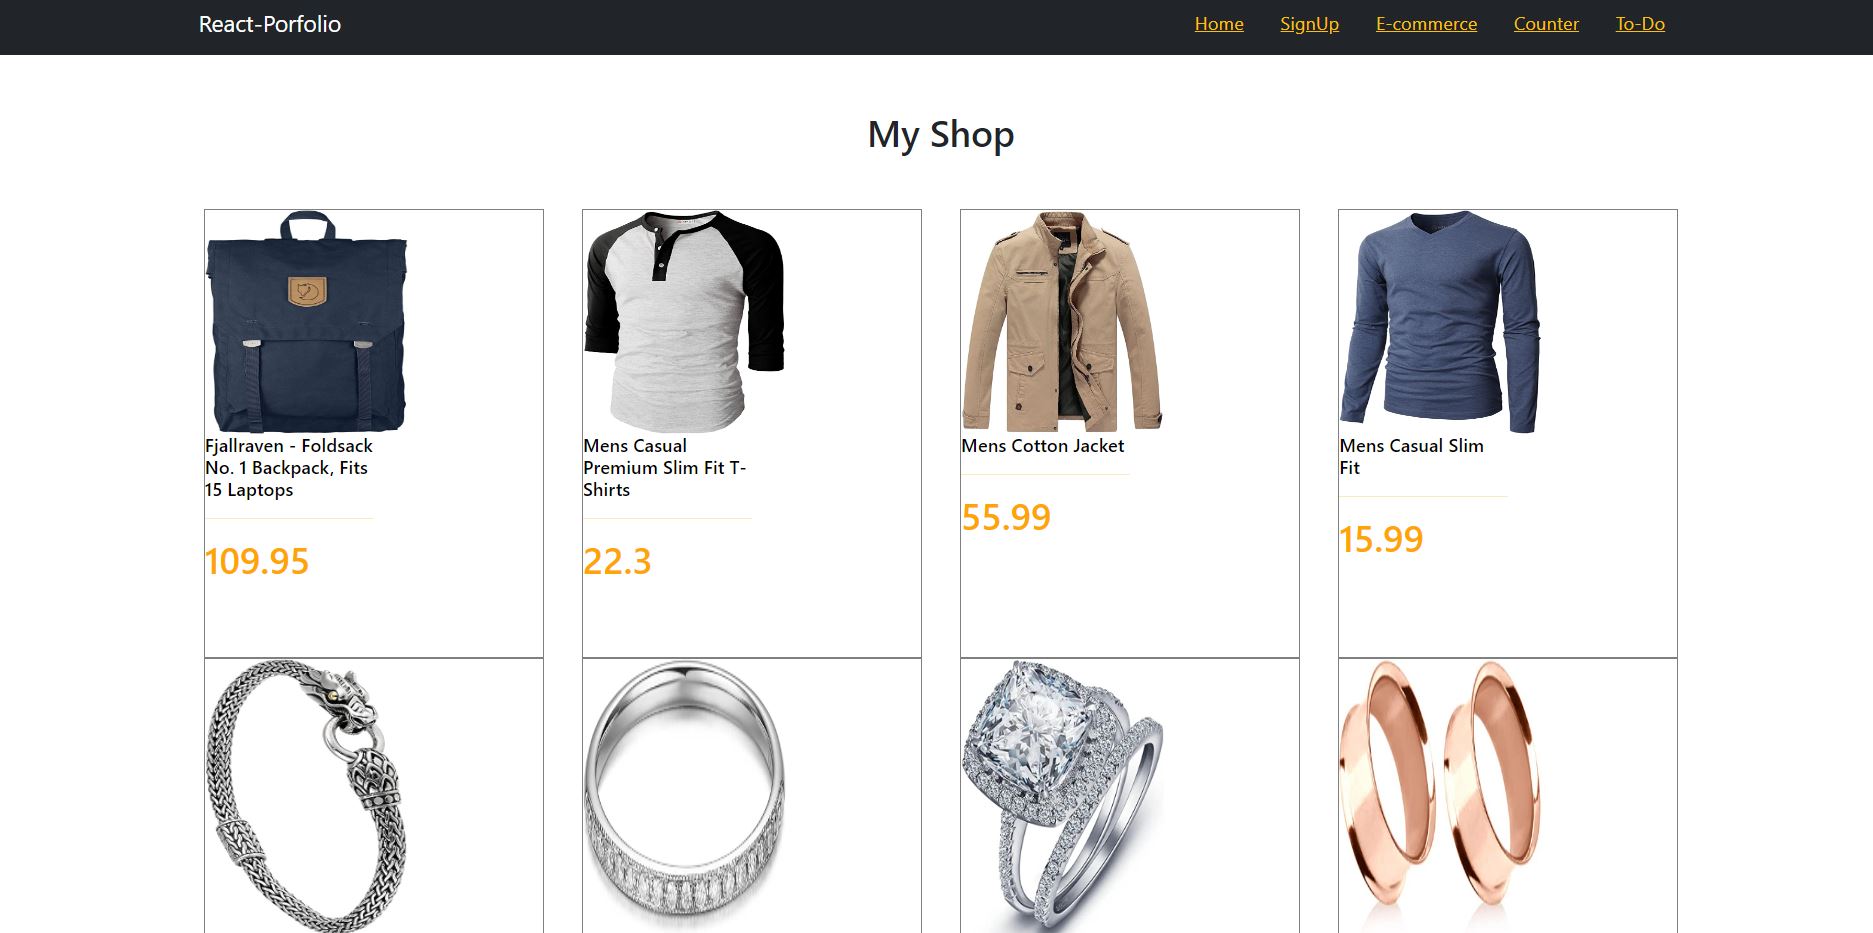 React-Porfolio
Home SignUp E-commerce Counter To-Do
My Shop
Fjallraven - Foldsack
No. 1 Backpack, Fits
15 Laptops
109.95
Mens Casual
Premium Slim Fit T-
Shirts
22.3
Mens Cotton Jacket
55.99
Mens Casual Slim
Fit
15.99